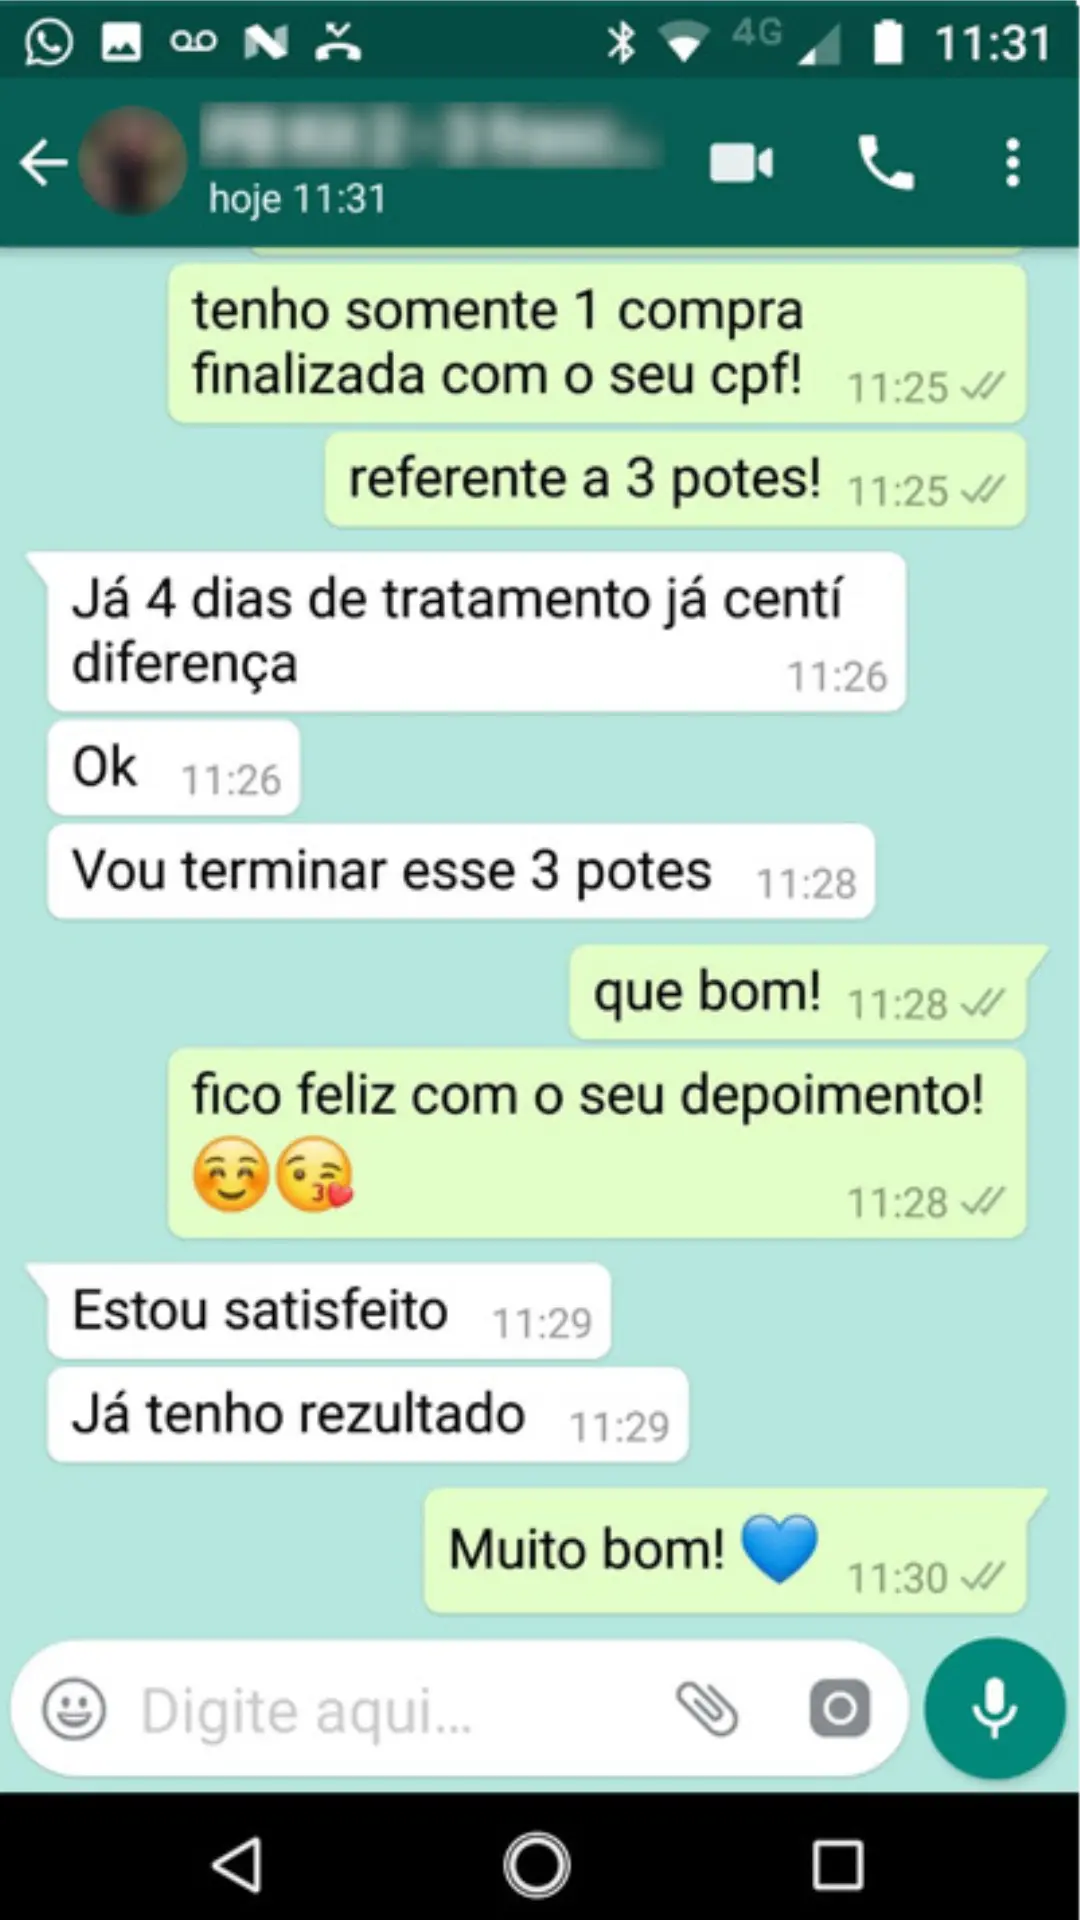 4G 11:31
hoje 11:31
tenho somente 1 compra
finalizada com o seu cpf! 11:25
referente a 3 potes! 11:25
Já 4 dias de tratamento já centí
diferença 11:26
Ok 11:26
Vou terminar esse 3 potes 11:28
que bom! 11:28
fico feliz com o seu depoimento!
11:28
Estou satisfeito 11:29
Já tenho rezultado 11:29
Muito bom! 11:30
Digite aqui...